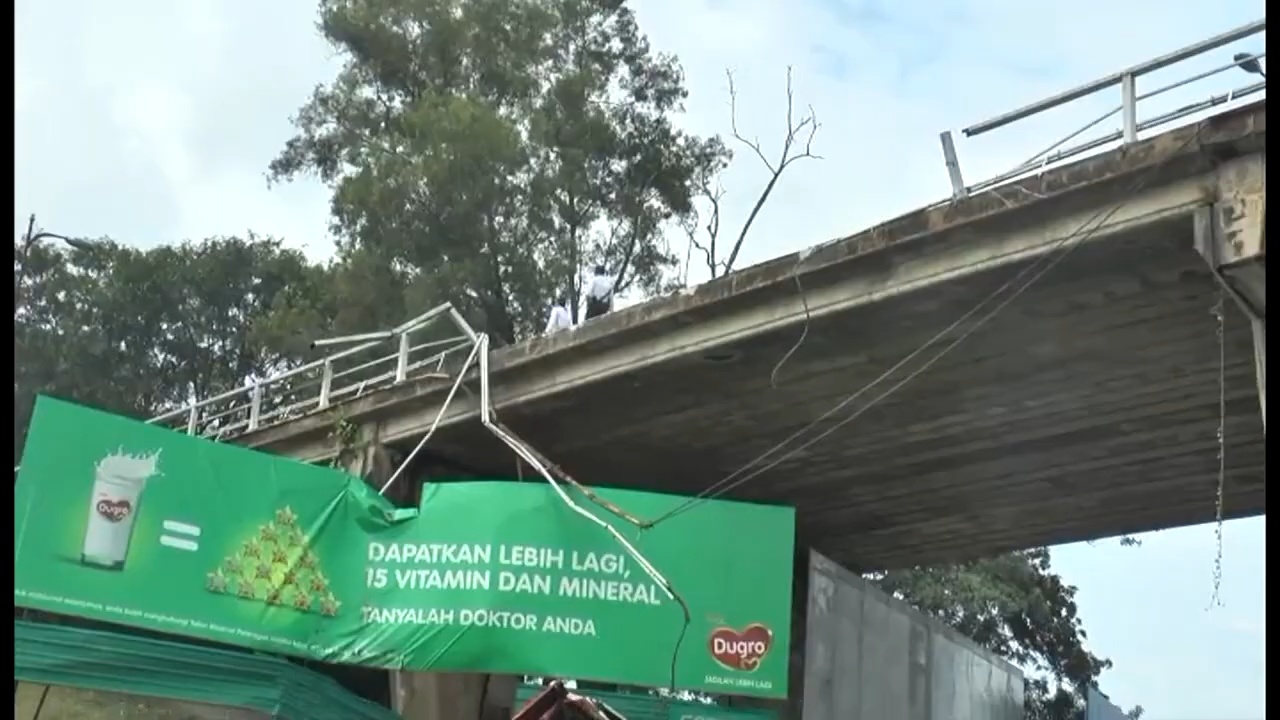 Dugro
=
DAPATKAN LEBIH LAGI,
15 VITAMIN DAN MINERAL
TANYALAH DOKTOR ANDA
Dugro
JADILAH LEBIH LAGI